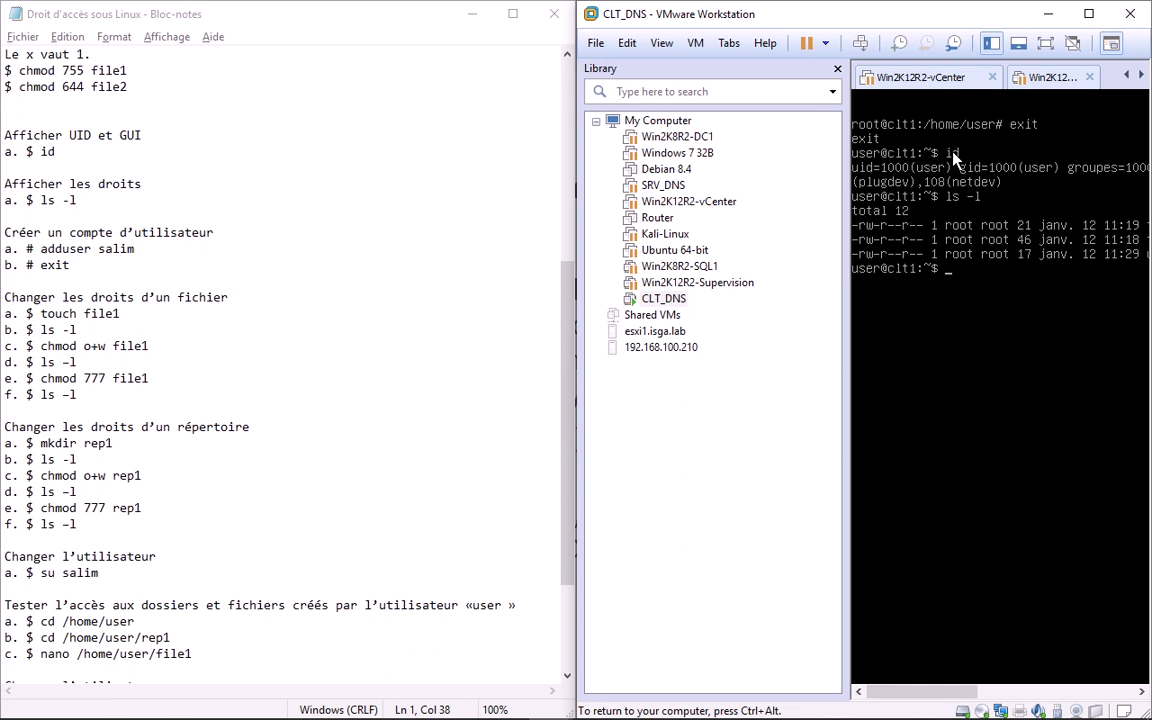 Droit d'accès sous Linux - Bloc-notes
Fichier Edition Format Affichage Aide
Le x vaut 1.
$ chmod 755 file1
$ chmod 644 file2
Afficher UID et GUI
a. $ id
Afficher les droits
a. $ ls -l
Créer un compte d’utilisateur
a. # adduser salim
b. # exit
Changer les droits d’un fichier
a. $ touch file1
b. $ ls -l
c. $ chmod o+w file1
d. $ ls –l
e. $ chmod 777 file1
f. $ ls –l
Changer les droits d’un répertoire
a. $ mkdir rep1
b. $ ls -l
c. $ chmod o+w rep1
d. $ ls –l
e. $ chmod 777 rep1
f. $ ls –l
Changer l’utilisateur
a. $ su salim
Tester l’accès aux dossiers et fichiers créés par l’utilisateur «user »
a. $ cd /home/user
b. $ cd /home/user/rep1
c. $ nano /home/user/file1
Windows (CRLF) Ln 1, Col 38 100%
CLT_DNS - VMware Workstation
File Edit View VM Tabs Help
Library
Type here to search
My Computer
Win2K8R2-DC1
Windows 7 32B
Debian 8.4
SRV_DNS
Win2K12R2-vCenter
Router
Kali-Linux
Ubuntu 64-bit
Win2K8R2-SQL1
Win2K12R2-Supervision
CLT_DNS
Shared VMs
esxi1.isga.lab
192.168.100.210
Win2K12R2-vCenter Win2K12...
root@clt1:/home/user# exit
exit
user@clt1:~$ id
uid=1000(user) gid=1000(user) groupes=1000
(plugdev),108(netdev)
user@clt1:~$ ls -l
total 12
-rw-r--r-- 1 root root 21 janv. 12 11:19
-rw-r--r-- 1 root root 46 janv. 12 11:18
-rw-r--r-- 1 root root 17 janv. 12 11:29
user@clt1:~$ _
To return to your computer, press Ctrl+Alt.